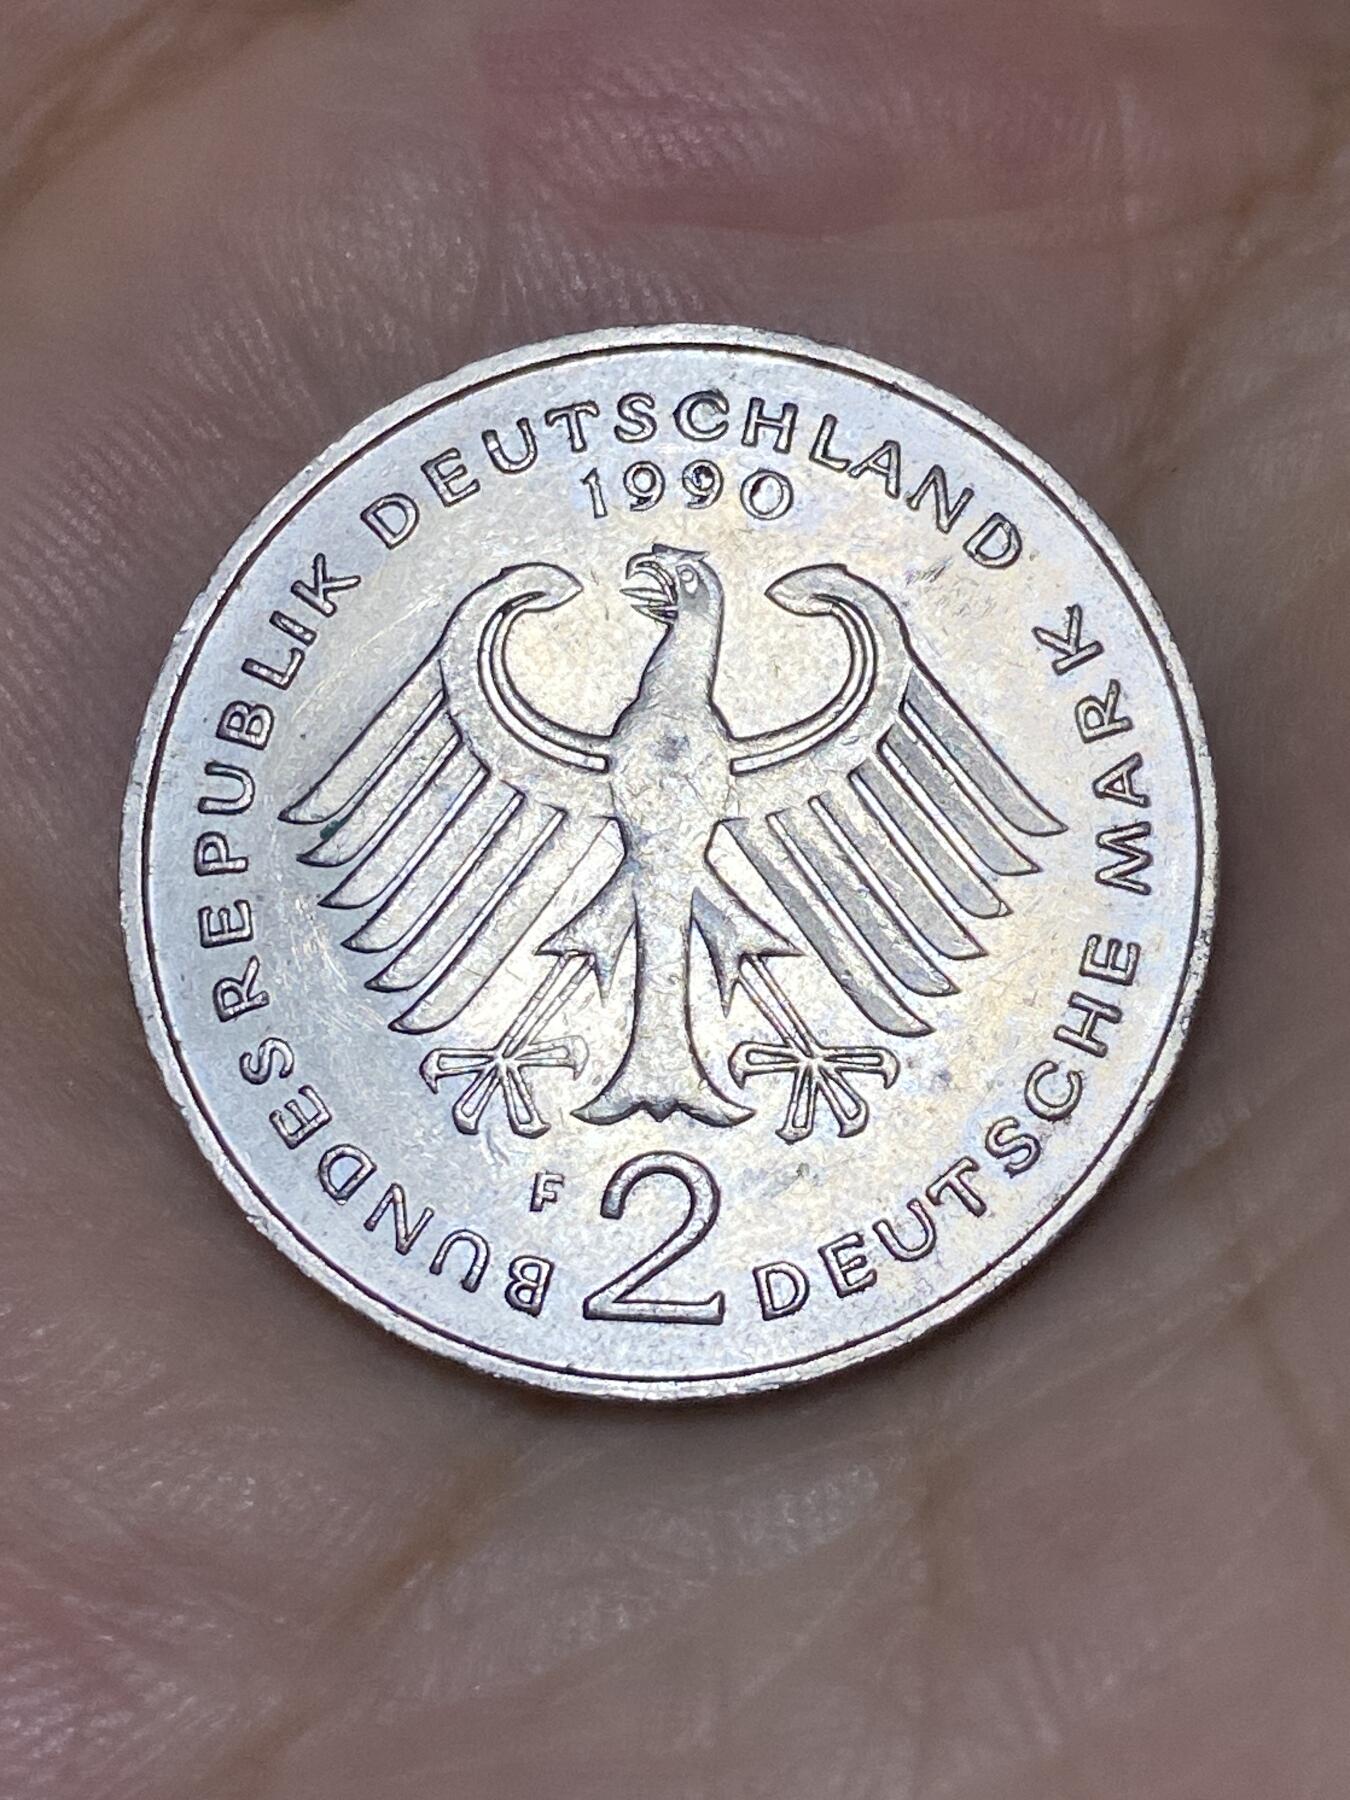 BUNDESREPUBLIK DEUTSCHLAND
1990
F
2 DEUTSCHE MARK